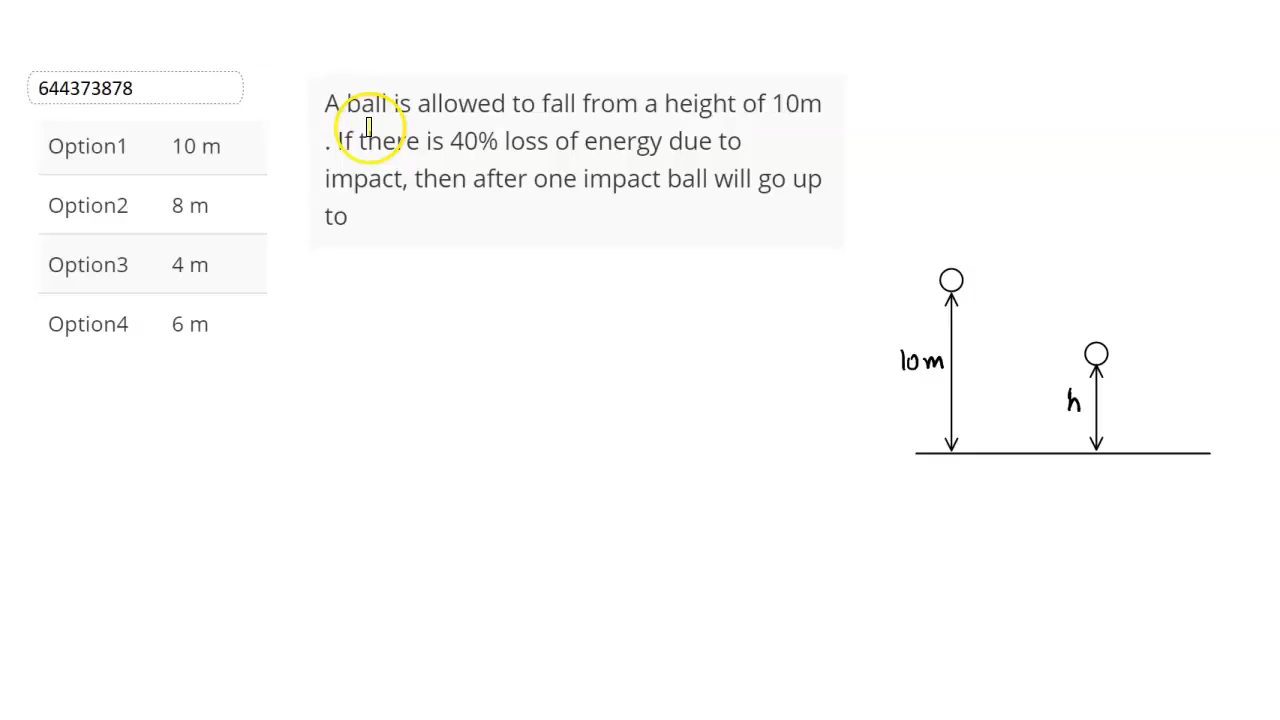 644373878
Option1 10 m
Option2 8 m
Option3 4 m
Option4 6 m
A ball is allowed to fall from a height of 10m
. If there is 40% loss of energy due to
impact, then after one impact ball will go up
to
10m
h